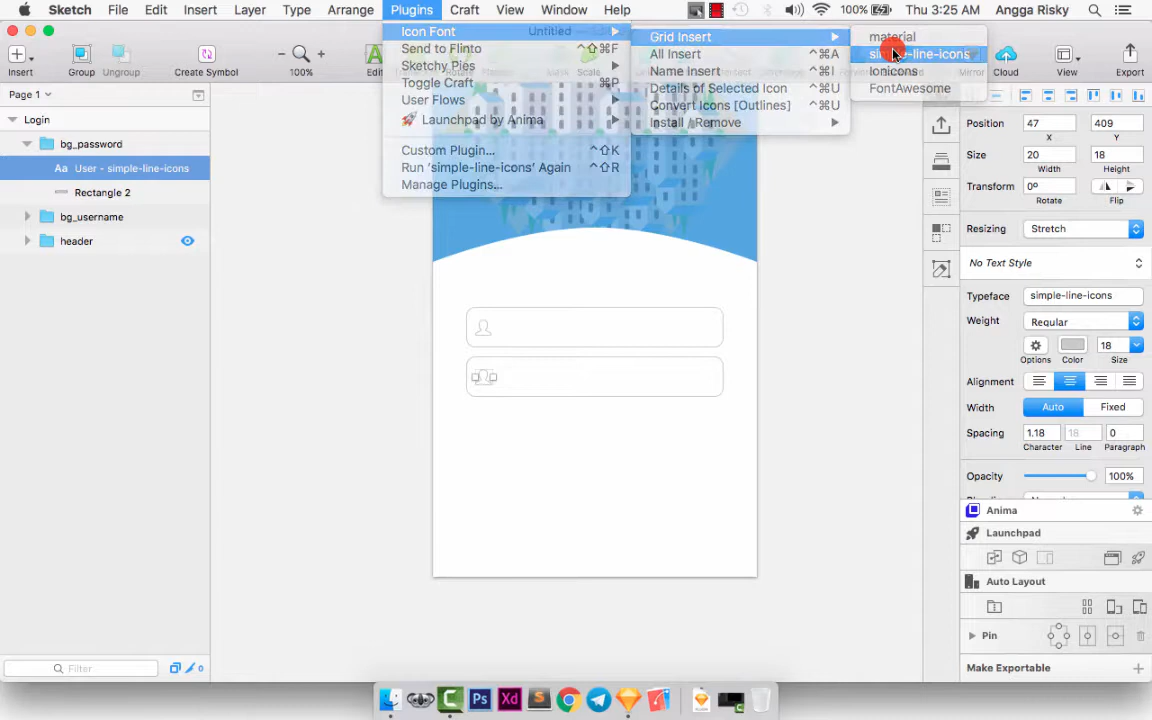 Sketch File Edit Insert Layer Type Arrange Plugins Craft View Window Help 100% Thu 3:25 AM Angga Risky
Untitled
Insert Group Ungroup Create Symbol 100% Edit Scale Mirror Cloud View Export
Icon Font
Send to Flinto ^⇧⌘F
Sketchy Pies
Toggle Craft ⌘P
User Flows
🚀 Launchpad by Anima
Custom Plugin... ^⇧K
Run 'simple-line-icons' Again ^⇧R
Manage Plugins...
Grid Insert
All Insert ^⌘A
Name Insert ^⌘I
Details of Selected Icon ^⌘U
Convert Icons [Outlines] ^⌘U
Install / Remove
material
simple-line-icons
Ionicons
FontAwesome
Page 1
Login
bg_password
Aa User - simple-line-icons
Rectangle 2
bg_username
header
Filter
0
Position 47 409
X Y
Size 20 18
Width Height
Transform 0º
Rotate Flip
Resizing Stretch
No Text Style
Typeface simple-line-icons
Weight Regular
18
Options Color Size
Alignment
Width Auto Fixed
Spacing 1.18 18 0
Character Line Paragraph
Opacity 100%
Anima
Launchpad
Auto Layout
Pin
Make Exportable
Ps Xd S